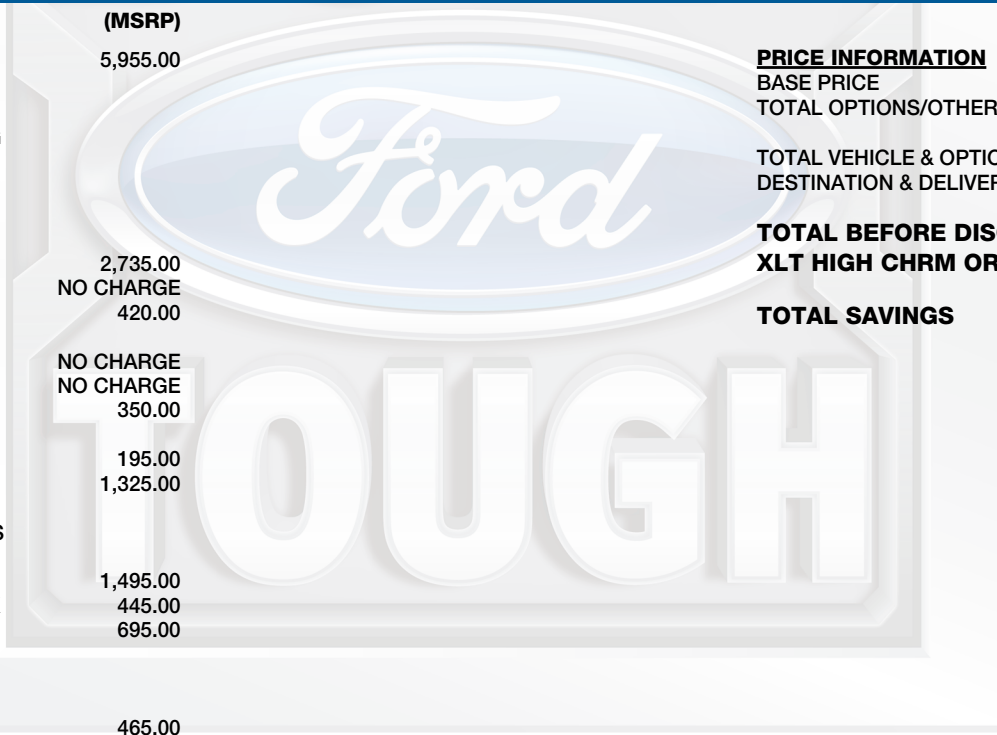 (MSRP)
5,955.00
2,735.00
NO CHARGE
420.00
NO CHARGE
NO CHARGE
350.00
195.00
1,325.00
S
1,495.00
445.00
695.00
465.00
PRICE INFORMATION
BASE PRICE
TOTAL OPTIONS/OTHER
TOTAL VEHICLE & OPTIO
DESTINATION & DELIVER
TOTAL BEFORE DIS
XLT HIGH CHRM OR
TOTAL SAVINGS
Ford
TOUGH